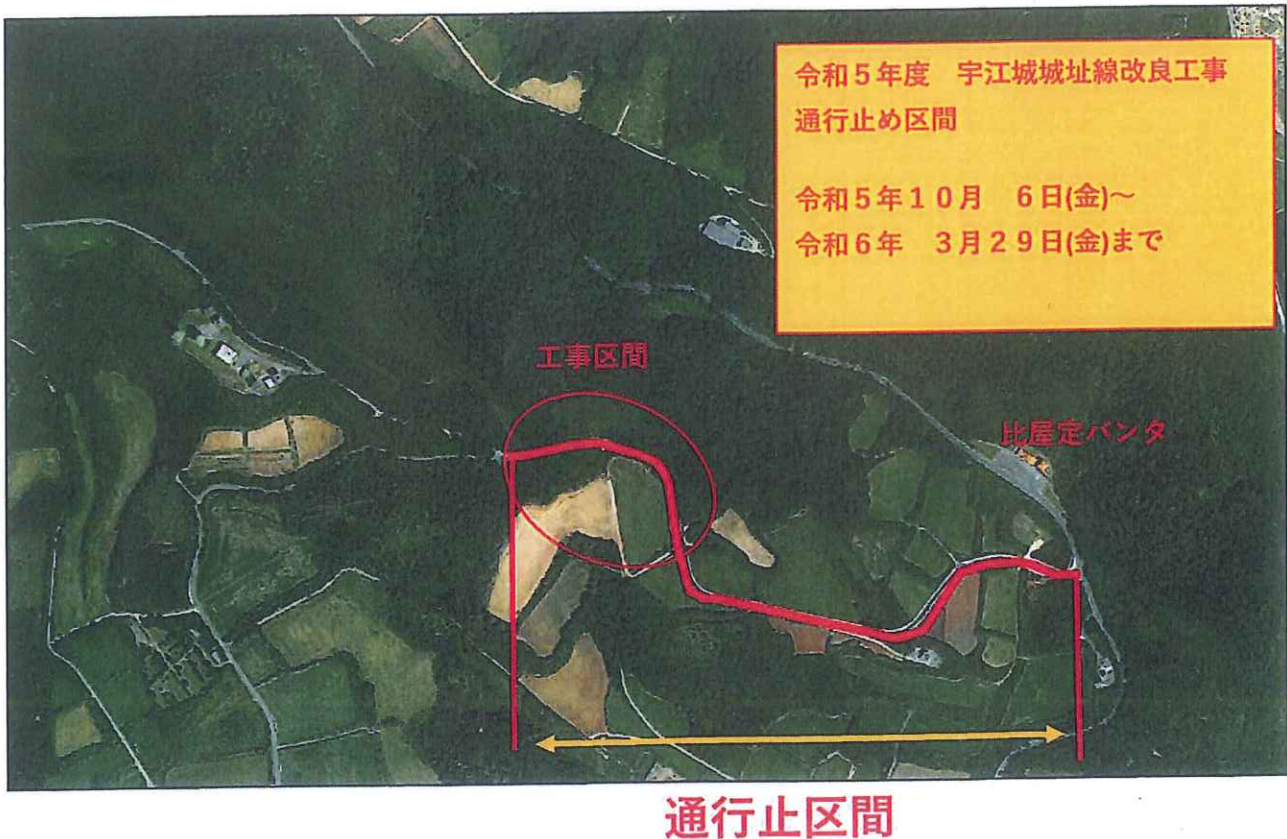 令和５年度　宇江城城址線改良工事
通行止め区間
令和５年１０月　６日(金)～
令和６年　３月２９日(金)まで
工事区間
比屋定バンタ
通行止区間